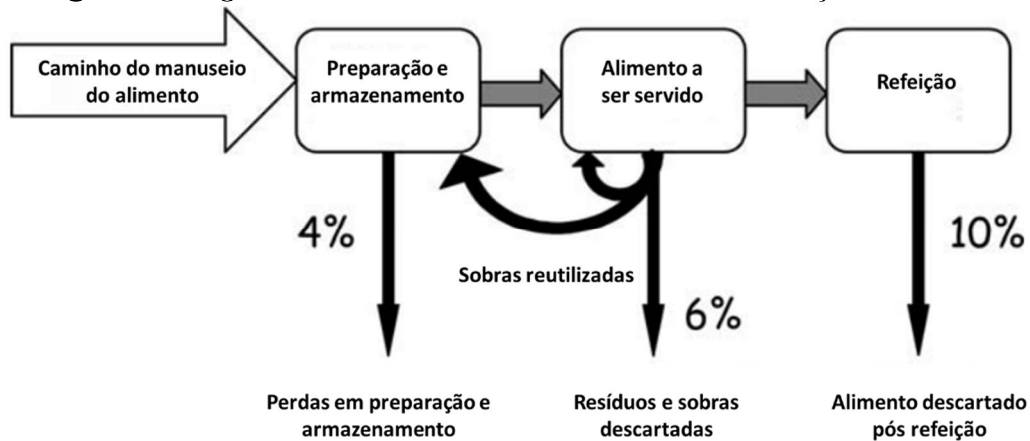 Caminho do manuseio
do alimento
Preparação e
armazenamento
Alimento a
ser servido
Refeição
4%
10%
Sobras reutilizadas
6%
Perdas em preparação e
armazenamento
Resíduos e sobras
descartadas
Alimento descartado
pós refeição